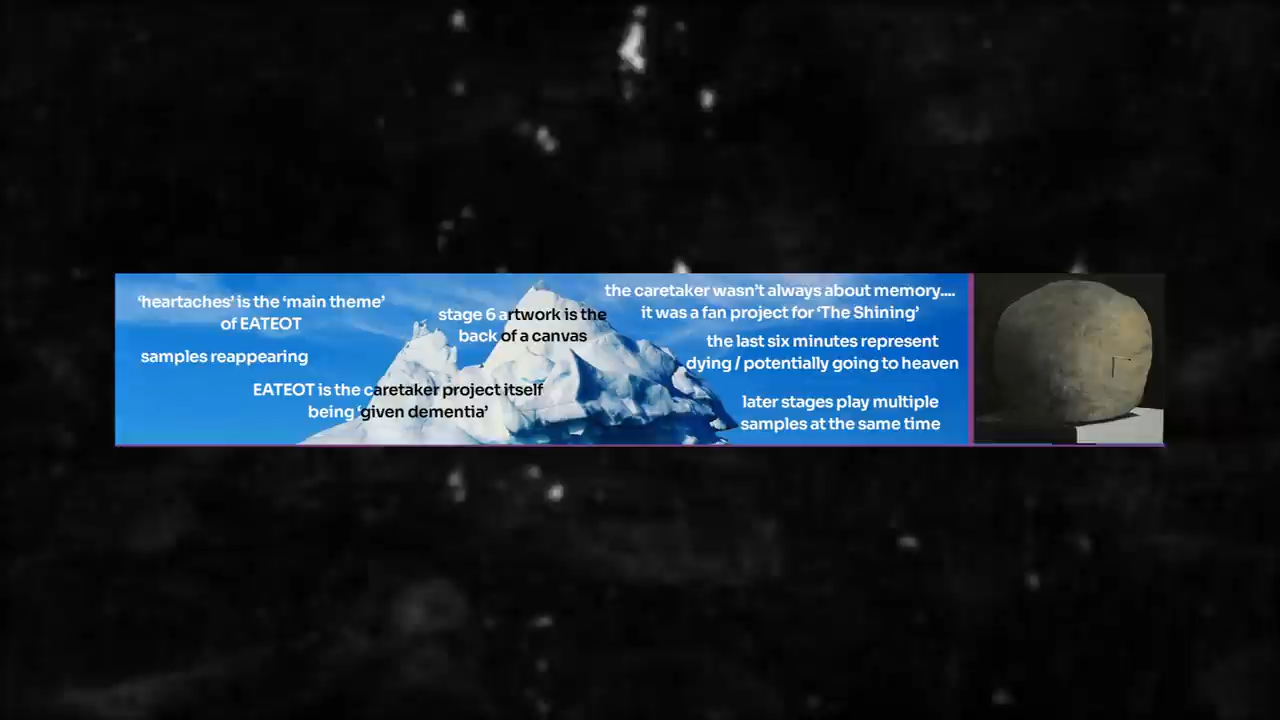 ‘heartaches’ is the ‘main theme’
of EATEOT
samples reappearing
stage 6 artwork is the
back of a canvas
EATEOT is the caretaker project itself
being ‘given dementia’
the caretaker wasn’t always about memory....
it was a fan project for ‘The Shining’
the last six minutes represent
dying / potentially going to heaven
later stages play multiple
samples at the same time